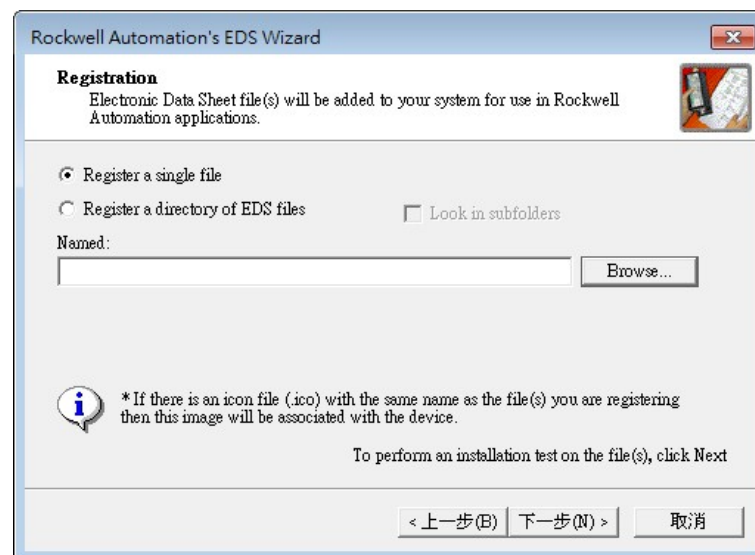 Rockwell Automation's EDS Wizard
Registration
Electronic Data Sheet file(s) will be added to your system for use in Rockwell
Automation applications.
Register a single file
Register a directory of EDS files
Look in subfolders
Named:
Browse...
* If there is an icon file (.ico) with the same name as the file(s) you are registering
then this image will be associated with the device.
To perform an installation test on the file(s), click Next
< 上一步(B)
下一步(N) >
取消